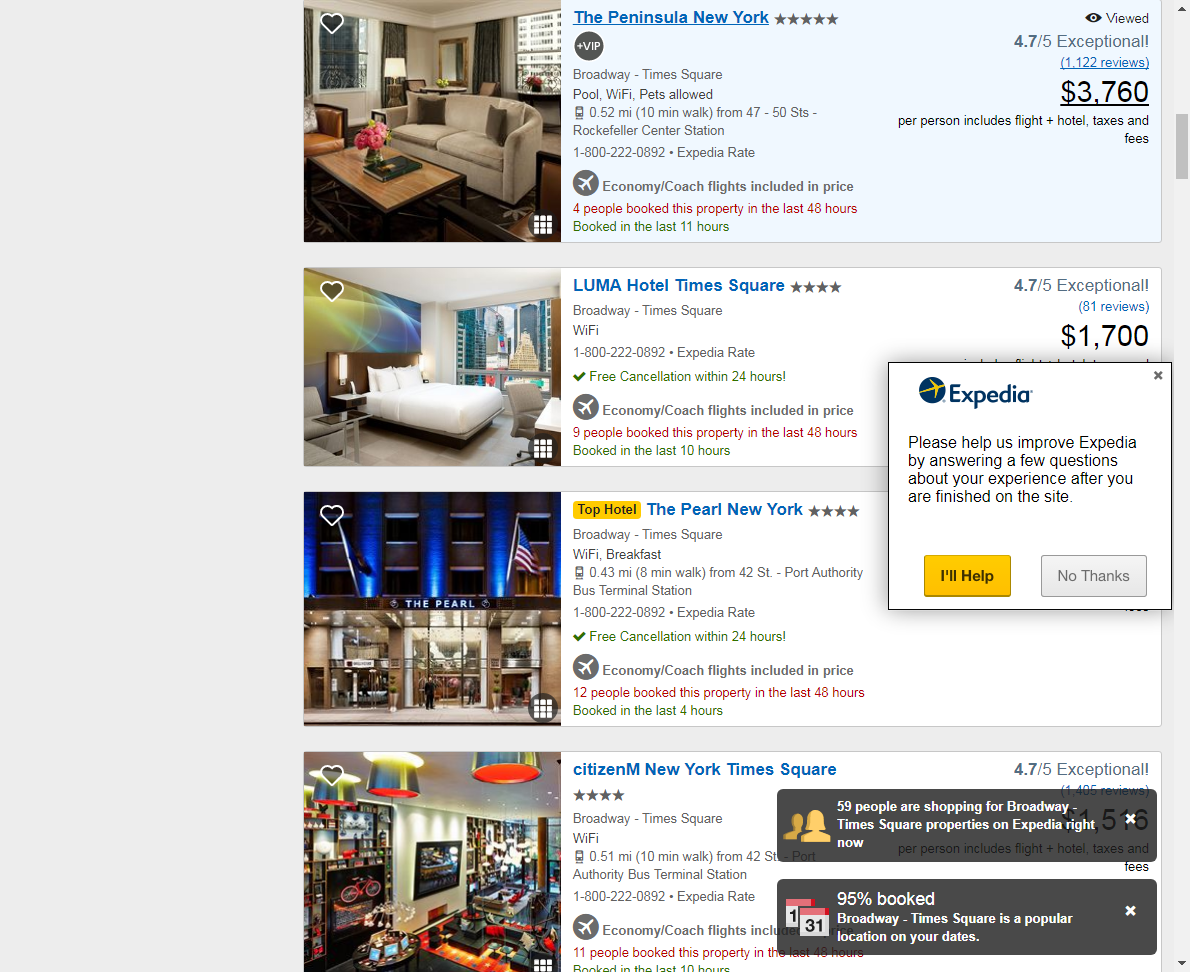 The Peninsula New York
Viewed
+VIP
4.7/5 Exceptional!
(1,122 reviews)
$3,760
per person includes flight + hotel, taxes and
fees
Broadway - Times Square
Pool, WiFi, Pets allowed
0.52 mi (10 min walk) from 47 - 50 Sts -
Rockefeller Center Station
1-800-222-0892 • Expedia Rate
Economy/Coach flights included in price
4 people booked this property in the last 48 hours
Booked in the last 11 hours
LUMA Hotel Times Square
4.7/5 Exceptional!
(81 reviews)
$1,700
Broadway - Times Square
WiFi
1-800-222-0892 • Expedia Rate
Free Cancellation within 24 hours!
Economy/Coach flights included in price
9 people booked this property in the last 48 hours
Booked in the last 10 hours
Expedia
Please help us improve Expedia
by answering a few questions
about your experience after you
are finished on the site.
I'll Help
No Thanks
THE PEARL
Top Hotel The Pearl New York
Broadway - Times Square
WiFi, Breakfast
0.43 mi (8 min walk) from 42 St. - Port Authority
Bus Terminal Station
1-800-222-0892 • Expedia Rate
Free Cancellation within 24 hours!
Economy/Coach flights included in price
12 people booked this property in the last 48 hours
Booked in the last 4 hours
citizenM New York Times Square
4.7/5 Exceptional!
(1,405 reviews)
$1,516
per person includes flight + hotel, taxes and
fees
Broadway - Times Square
WiFi
0.51 mi (10 min walk) from 42 St. - Port
Authority Bus Terminal Station
1-800-222-0892 • Expedia Rate
Economy/Coach flights included in price
11 people booked this property in the last 48 hours
Booked in the last 10 hours
59 people are shopping for Broadway -
Times Square properties on Expedia right
now
1 31
95% booked
Broadway - Times Square is a popular
location on your dates.